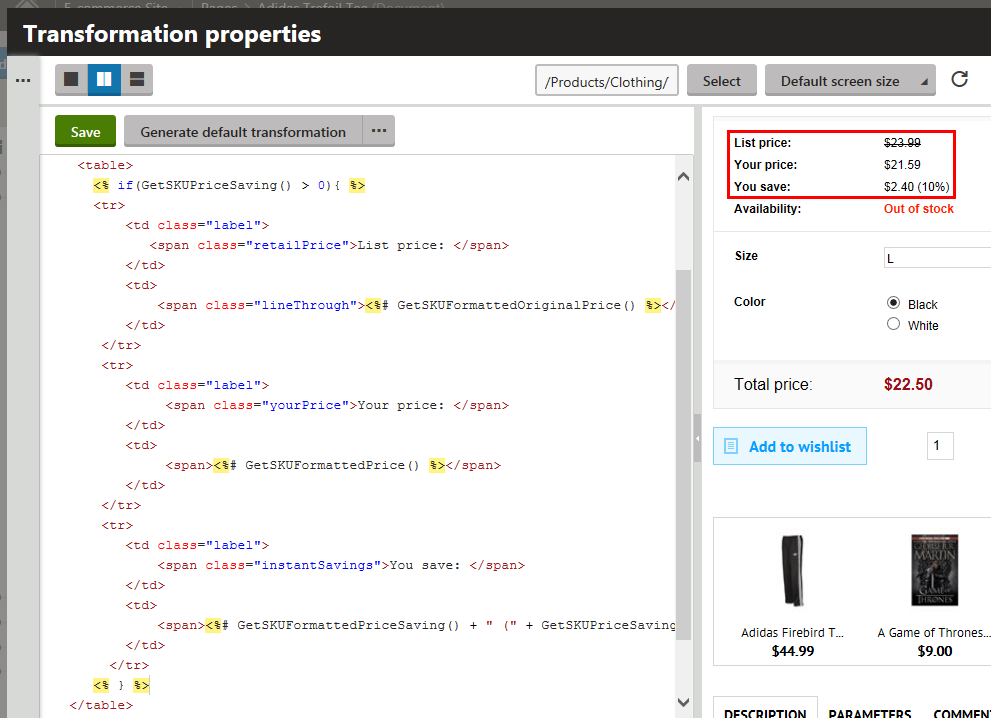 E-commerce Site Pages > Adidas Trefoil Tee (Document)
Transformation properties
...
/Products/Clothing/ Select Default screen size
Save Generate default transformation ...
<table>
<% if(GetSKUPriceSaving() > 0){ %>
<tr>
<td class="label">
<span class="retailPrice">List price: </span>
</td>
<td>
<span class="lineThrough"><%# GetSKUFormattedOriginalPrice() %></
</td>
</tr>
<tr>
<td class="label">
<span class="yourPrice">Your price: </span>
</td>
<td>
<span><%# GetSKUFormattedPrice() %></span>
</td>
</tr>
<tr>
<td class="label">
<span class="instantSavings">You save: </span>
</td>
<td>
<span><%# GetSKUFormattedPriceSaving() + " (" + GetSKUPriceSaving
</td>
</tr>
<% } %>
</table>
List price: $23.99
Your price: $21.59
You save: $2.40 (10%)
Availability: Out of stock
Size L
Color Black
White
Total price: $22.50
Add to wishlist 1
MARTIN
A GAME OF
THRONES
Adidas Firebird T... A Game of Thrones...
$44.99 $9.00
DESCRIPTION PARAMETERS COMMEN